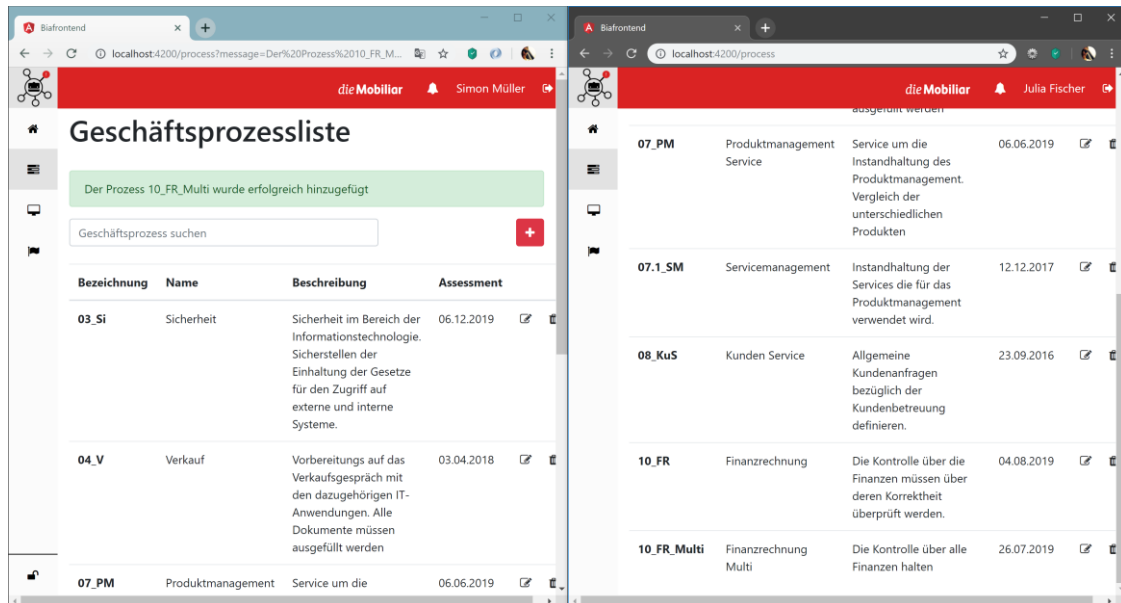 Biafrontend
localhost:4200/process?message=Der%20Prozess%2010_FR_M...
die Mobiliar
Simon Müller
Geschäftsprozessliste
Der Prozess 10_FR_Multi wurde erfolgreich hinzugefügt
Geschäftsprozess suchen
+
Bezeichnung Name Beschreibung Assessment
03_Si Sicherheit Sicherheit im Bereich der 06.12.2019
Informationstechnologie.
Sicherstellen der
Einhaltung der Gesetze
für den Zugriff auf
externe und interne
Systeme.
04_V Verkauf Vorbereitungs auf das 03.04.2018
Verkaufsgespräch mit
den dazugehörigen IT-
Anwendungen. Alle
Dokumente müssen
ausgefüllt werden
07_PM Produktmanagement Service um die 06.06.2019
Biafrontend
localhost:4200/process
die Mobiliar
Julia Fischer
ausgefüllt werden
07_PM Produktmanagement Service um die 06.06.2019
Service Instandhaltung des
Produktmanagement.
Vergleich der
unterschiedlichen
Produkten
07.1_SM Servicemanagement Instandhaltung der 12.12.2017
Services die für das
Produktmanagement
verwendet wird.
08_KuS Kunden Service Allgemeine 23.09.2016
Kundenanfragen
bezüglich der
Kundenbetreuung
definieren.
10_FR Finanzrechnung Die Kontrolle über die 04.08.2019
Finanzen müssen über
deren Korrektheit
überprüft werden.
10_FR_Multi Finanzrechnung Die Kontrolle über alle 26.07.2019
Multi Finanzen halten